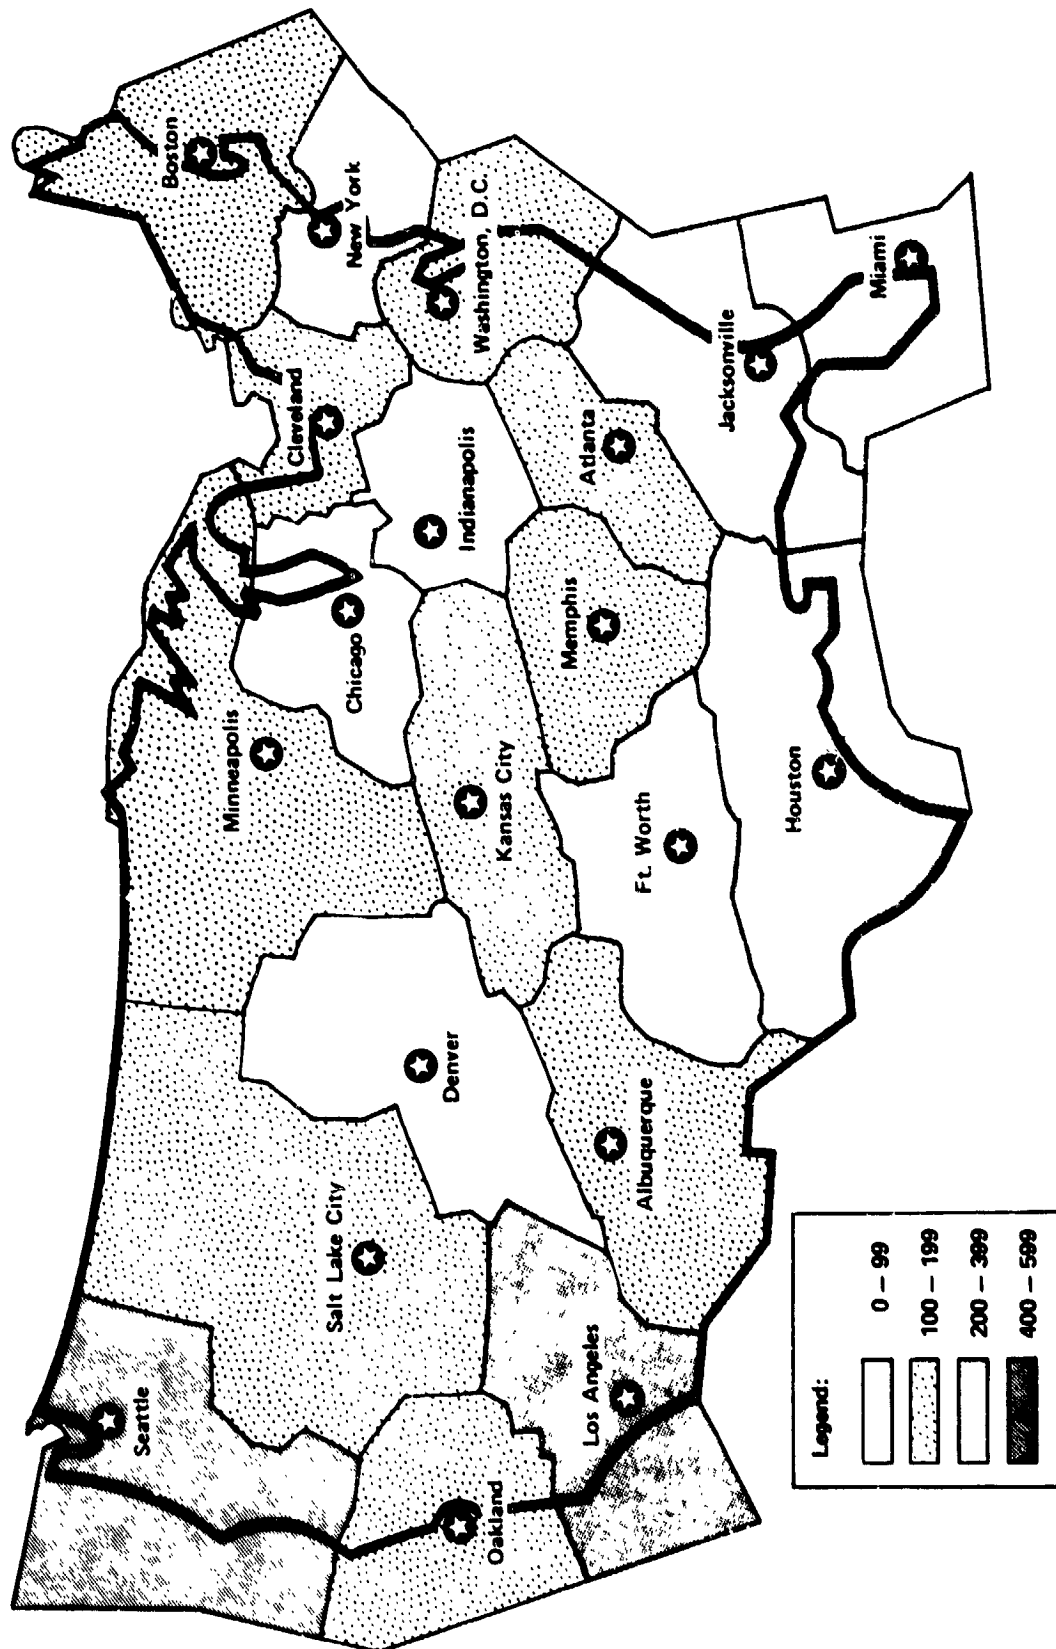 Seattle
Salt Lake City
Minneapolis
Boston
Cleveland
New York
Chicago
Oakland
Denver
Kansas City
Indianapolis
Washington, D.C.
Los Angeles
Albuquerque
Ft. Worth
Memphis
Atlanta
Houston
Jacksonville
Miami
Legend:
0 – 99
100 – 199
200 – 399
400 – 599